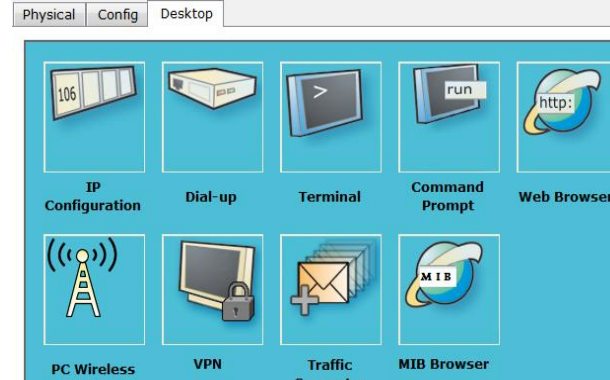 Physical Config Desktop
106
>
run
http:
IP
Configuration
Dial-up
Terminal
Command
Prompt
Web Browser
MIB
PC Wireless
VPN
Traffic
MIB Browser